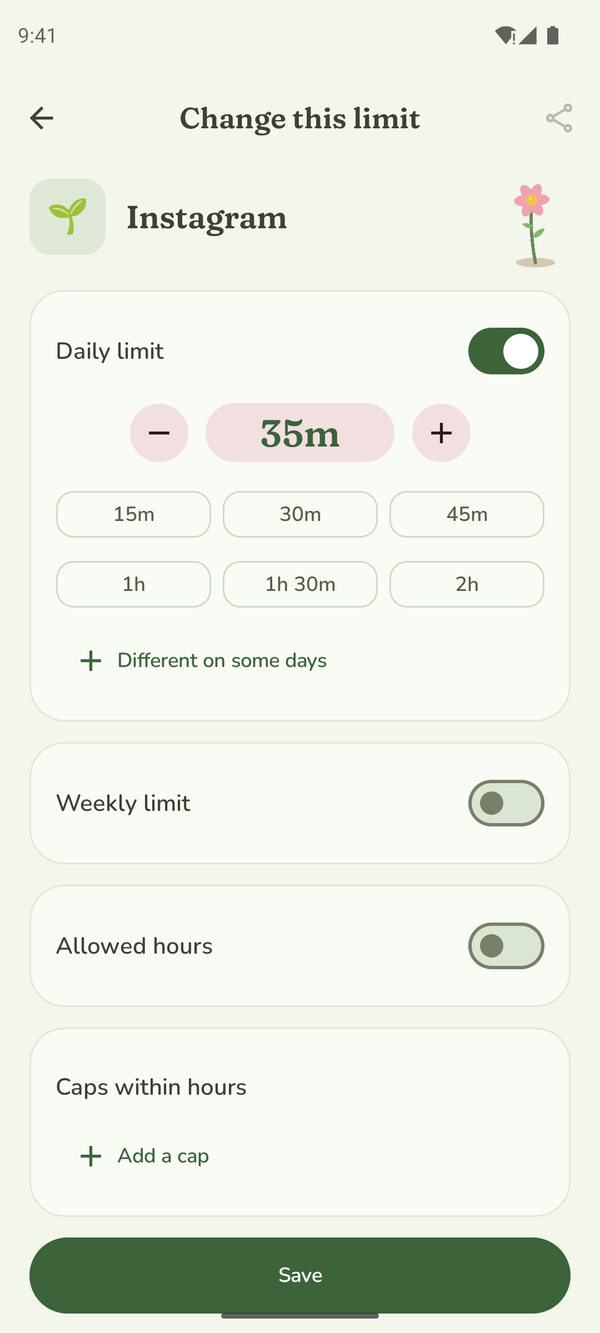 9:41
Change this limit
Instagram
Daily limit
35m
15m
30m
45m
1h
1h 30m
2h
Different on some days
Weekly limit
Allowed hours
Caps within hours
Add a cap
Save